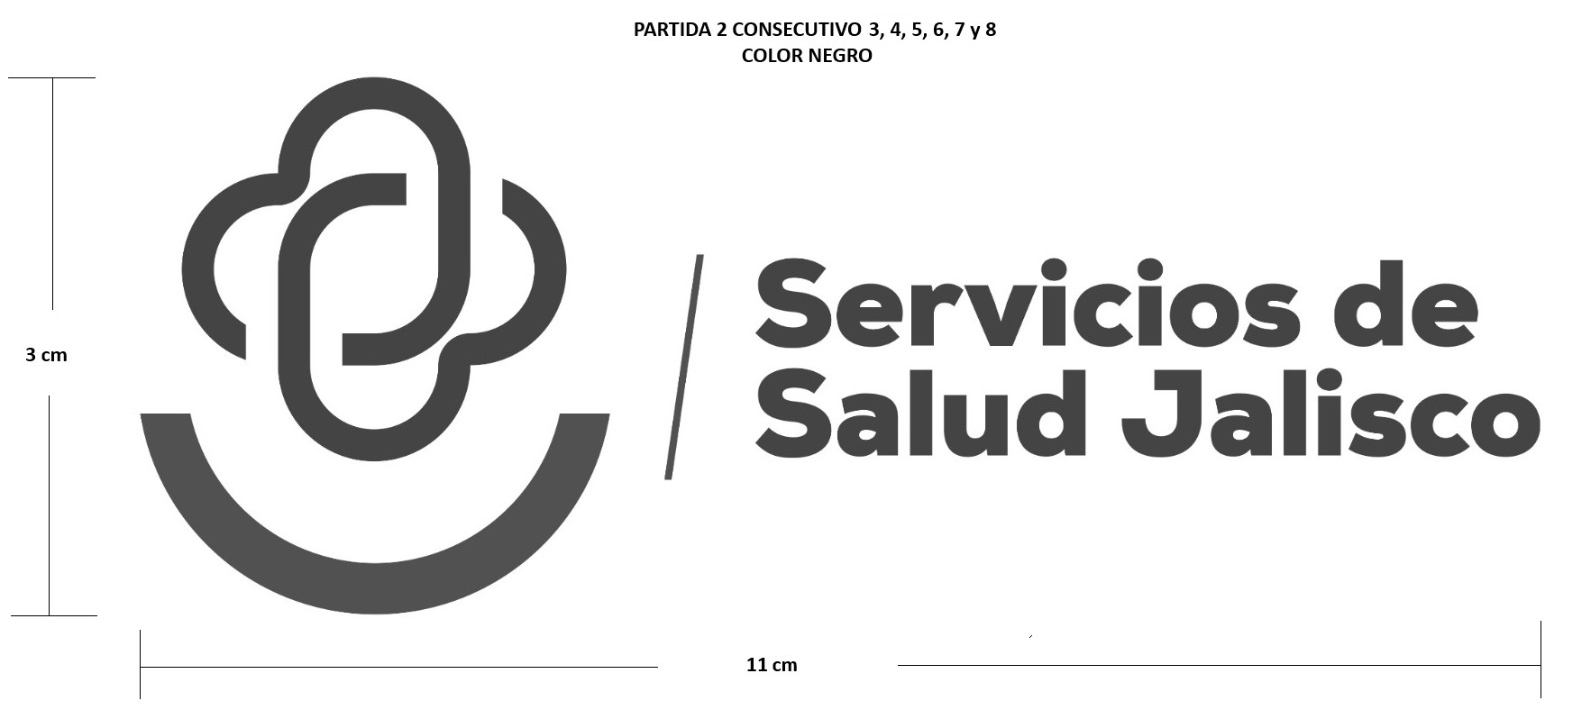 PARTIDA 2 CONSECUTIVO 3, 4, 5, 6, 7 y 8
COLOR NEGRO
3 cm
Servicios de
Salud Jalisco
11 cm